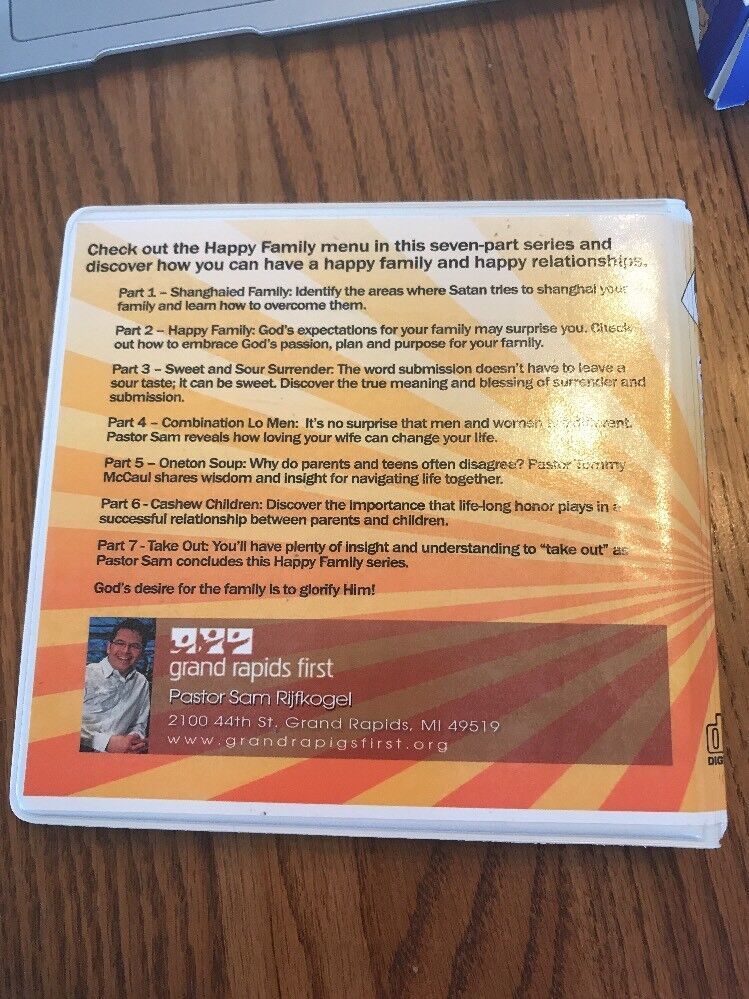 Check out the Happy Family menu in this seven-part series and
discover how you can have a happy family and happy relationships.
Part 1 – Shanghaied Family: Identify the areas where Satan tries to shanghai your
family and learn how to overcome them.
Part 2 – Happy Family: God's expectations for your family may surprise you. Check
out how to embrace God's passion, plan and purpose for your family.
Part 3 – Sweet and Sour Surrender: The word submission doesn't have to leave a
sour taste; it can be sweet. Discover the true meaning and blessing of surrender and
submission.
Part 4 – Combination Lo Men: It's no surprise that men and women are different.
Pastor Sam reveals how loving your wife can change your life.
Part 5 – Oneton Soup: Why do parents and teens often disagree? Pastor Tommy
McCaul shares wisdom and insight for navigating life together.
Part 6 - Cashew Children: Discover the importance that life-long honor plays in a
successful relationship between parents and children.
Part 7 - Take Out: You'll have plenty of insight and understanding to "take out" as
Pastor Sam concludes this Happy Family series.
God's desire for the family is to glorify Him!
grand rapids first
Pastor Sam Rijfkogel
2100 44th St. Grand Rapids, MI 49519
www.grandrapigsfirst.org